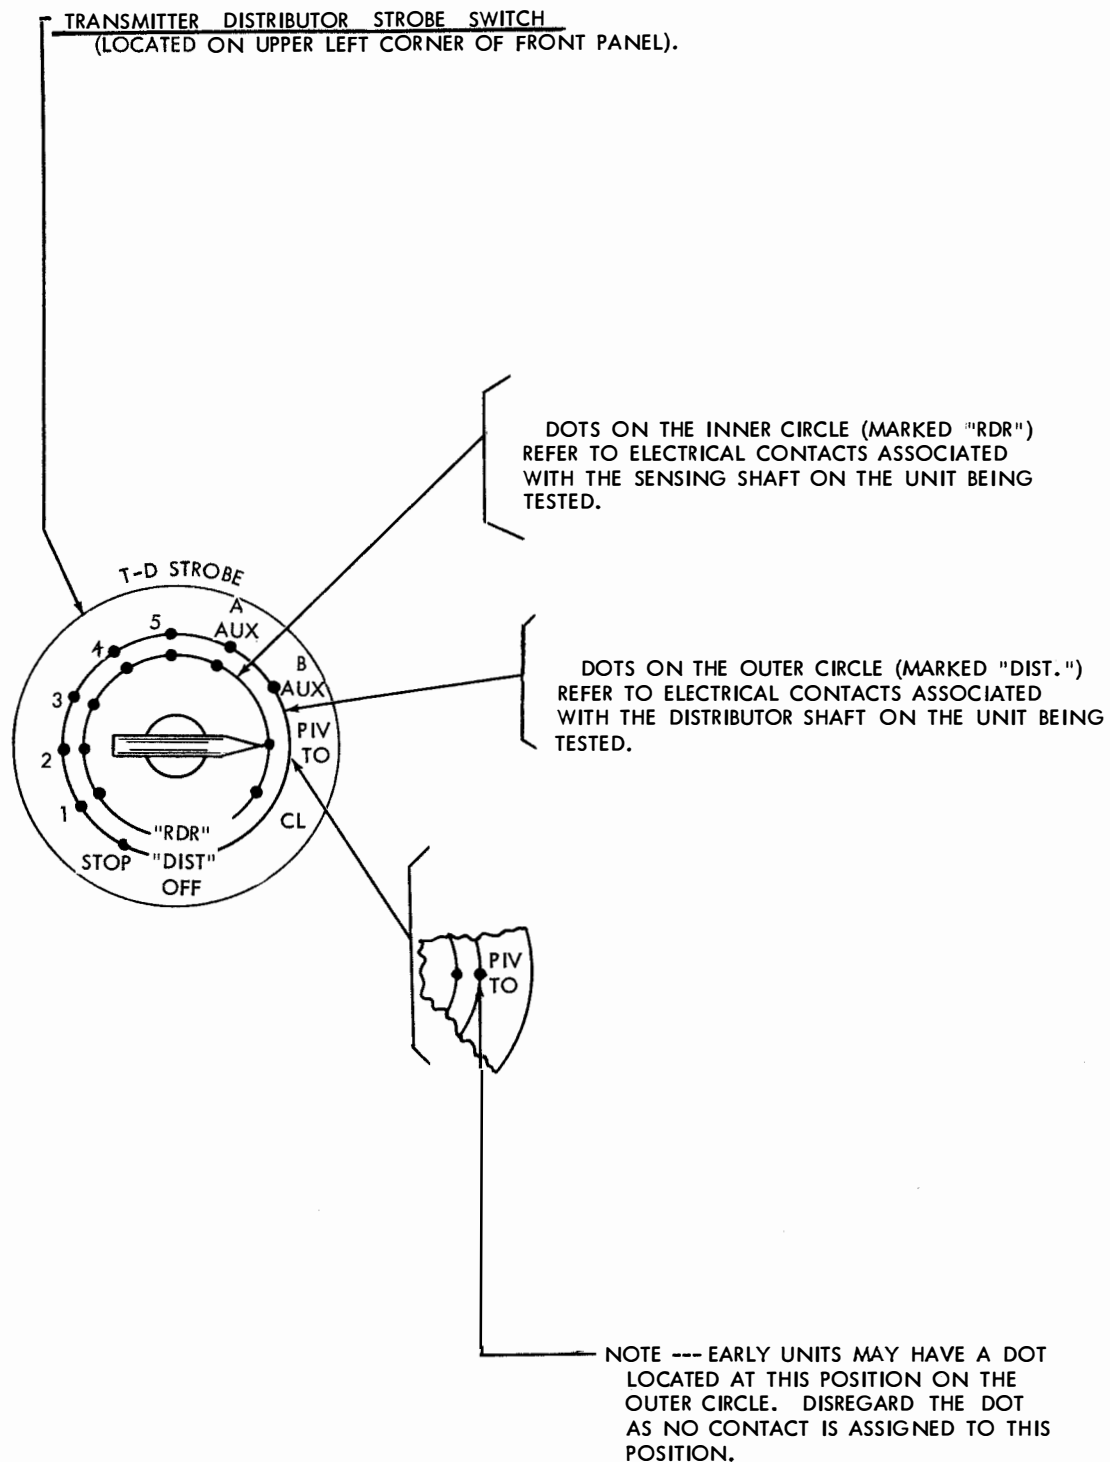 TRANSMITTER DISTRIBUTOR STROBE SWITCH
(LOCATED ON UPPER LEFT CORNER OF FRONT PANEL).
DOTS ON THE INNER CIRCLE (MARKED "RDR")
REFER TO ELECTRICAL CONTACTS ASSOCIATED
WITH THE SENSING SHAFT ON THE UNIT BEING
TESTED.
T-D STROBE
A
AUX
B
AUX
PIV
TO
CL
5
4
3
2
1
STOP
"RDR"
"DIST"
OFF
DOTS ON THE OUTER CIRCLE (MARKED "DIST.")
REFER TO ELECTRICAL CONTACTS ASSOCIATED
WITH THE DISTRIBUTOR SHAFT ON THE UNIT BEING
TESTED.
PIV
TO
NOTE --- EARLY UNITS MAY HAVE A DOT
LOCATED AT THIS POSITION ON THE
OUTER CIRCLE. DISREGARD THE DOT
AS NO CONTACT IS ASSIGNED TO THIS
POSITION.